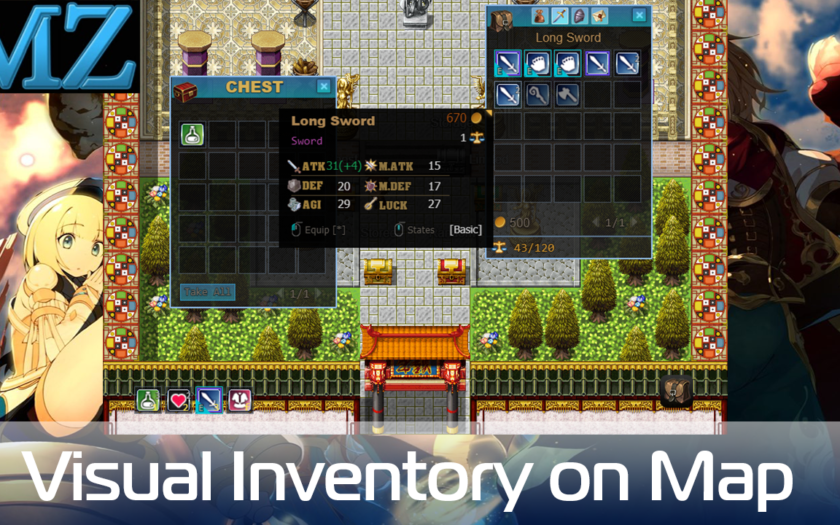 MZ
CHEST
Long Sword
Long Sword
670
Sword
1
ATK 31(+4) M.ATK 15
DEF 20 M.DEF 17
AGI 29 LUCK 27
Equip [*] States [Basic]
500
1/1
43/120
Take All
1/1
Visual Inventory on Map